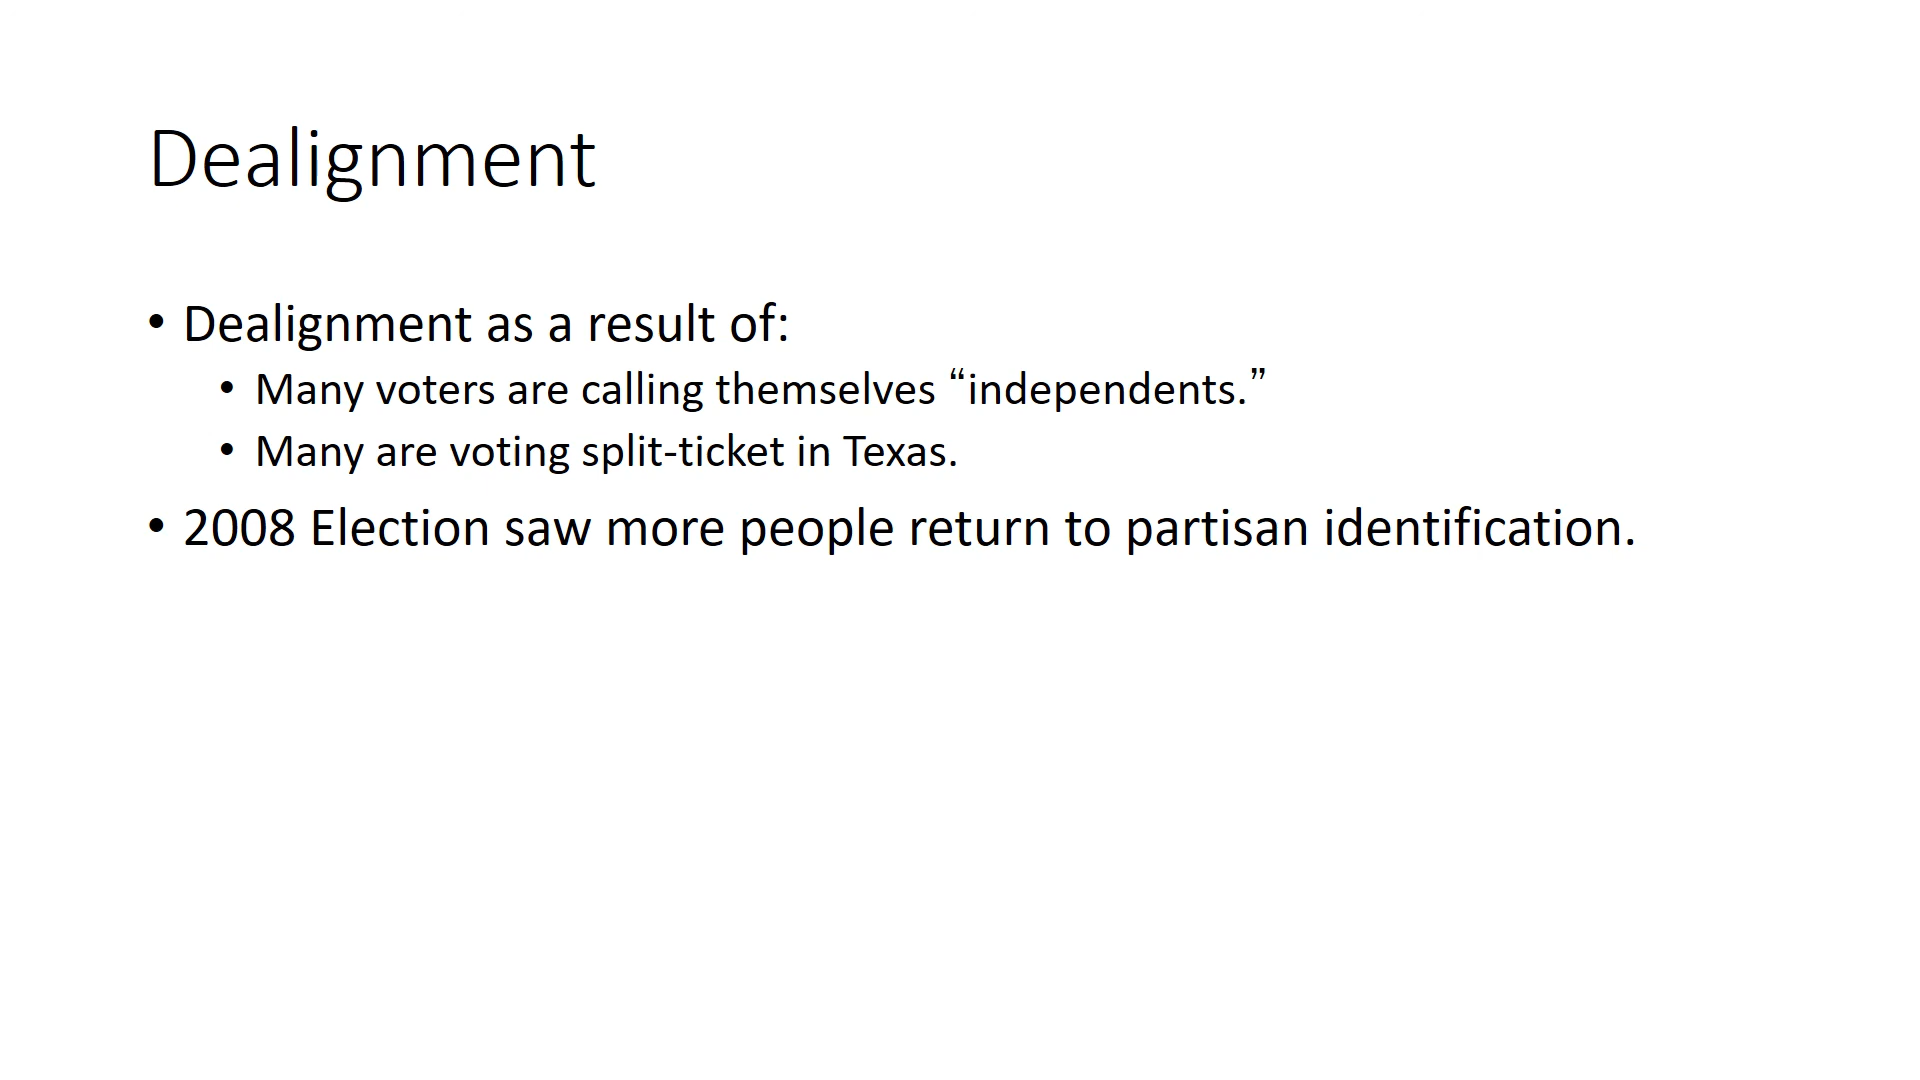 Dealignment
• Dealignment as a result of:
• Many voters are calling themselves “independents.”
• Many are voting split-ticket in Texas.
• 2008 Election saw more people return to partisan identification.